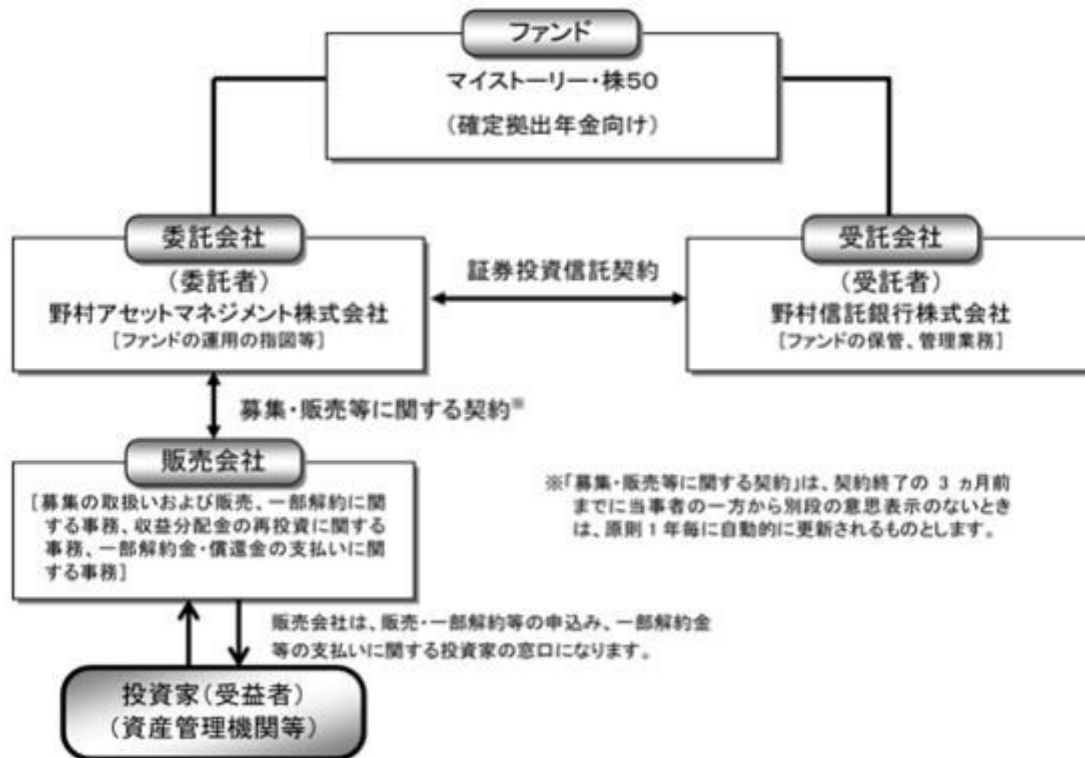 ファンド
マイストーリー・株50
(確定拠出年金向け)
委託会社
(委託者)
野村アセットマネジメント株式会社
[ファンドの運用の指図等]
証券投資信託契約
受託会社
(受託者)
野村信託銀行株式会社
[ファンドの保管、管理業務]
募集・販売等に関する契約※
販売会社
[募集の取扱いおよび販売、一部解約に関
する事務、収益分配金の再投資に関する
事務、一部解約金・償還金の支払いに関
する事務]
※「募集・販売等に関する契約」は、契約終了の 3 ヵ月前
までに当事者の一方から別段の意思表示のないとき
は、原則 1 年毎に自動的に更新されるものとします。
販売会社は、販売・一部解約等の申込み、一部解約金
等の支払いに関する投資家の窓口になります。
投資家(受益者)
(資産管理機関等)